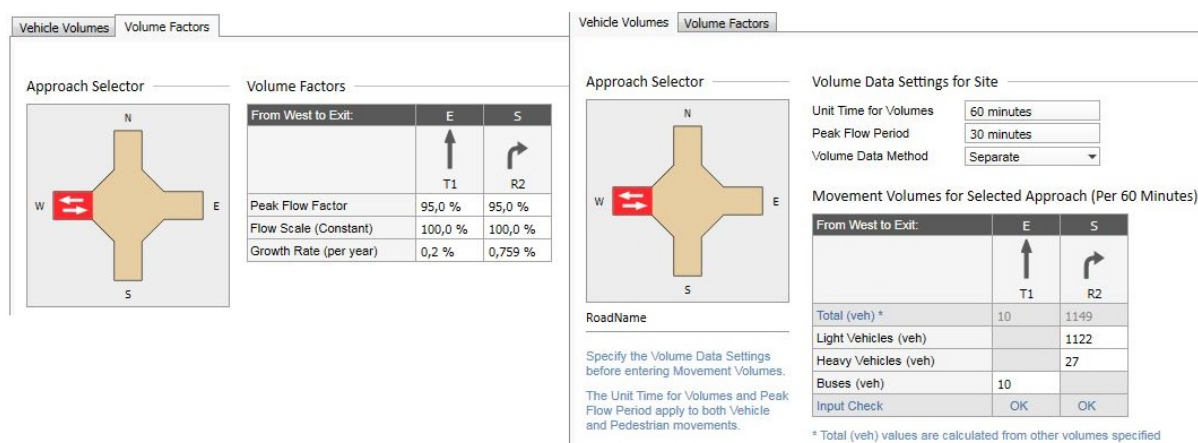 Vehicle Volumes Volume Factors
Approach Selector
N
W E
S
Volume Factors
From West to Exit: E S
T1 R2
Peak Flow Factor 95,0 % 95,0 %
Flow Scale (Constant) 100,0 % 100,0 %
Growth Rate (per year) 0,2 % 0,759 %
Vehicle Volumes Volume Factors
Approach Selector
N
W E
S
RoadName
Specify the Volume Data Settings
before entering Movement Volumes.
The Unit Time for Volumes and Peak
Flow Period apply to both Vehicle
and Pedestrian movements.
Volume Data Settings for Site
Unit Time for Volumes 60 minutes
Peak Flow Period 30 minutes
Volume Data Method Separate
Movement Volumes for Selected Approach (Per 60 Minutes)
From West to Exit: E S
T1 R2
Total (veh) * 10 1149
Light Vehicles (veh) 1122
Heavy Vehicles (veh) 27
Buses (veh) 10
Input Check OK OK
* Total (veh) values are calculated from other volumes specified